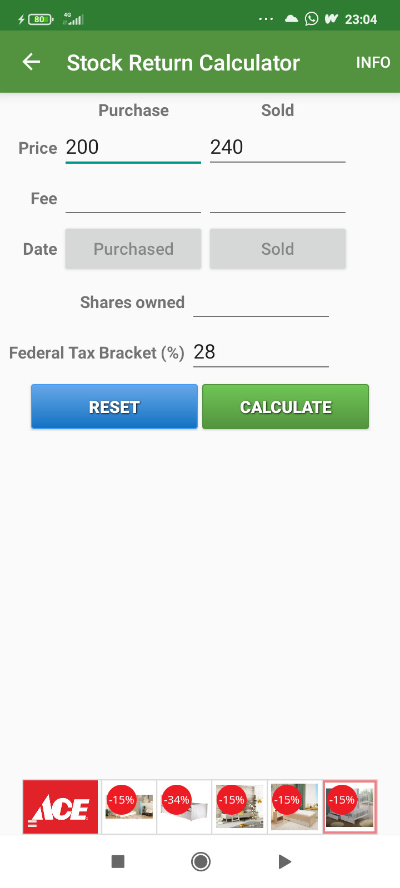 80 4G 23:04
Stock Return Calculator INFO
Purchase Sold
Price 200 240
Fee
Date Purchased Sold
Shares owned
Federal Tax Bracket (%) 28
RESET CALCULATE
ACE -15% -34% -15% -15% -15%